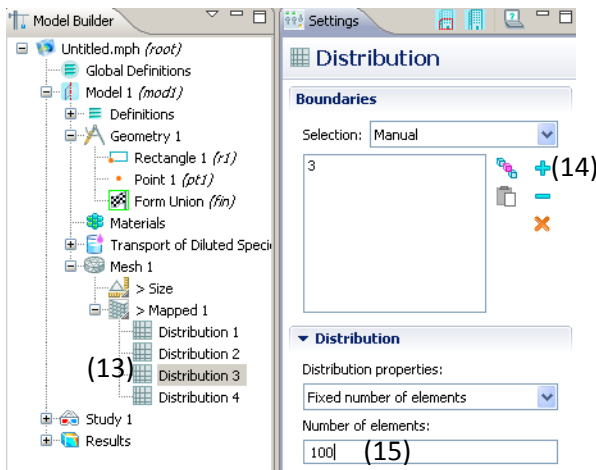 Model Builder
Untitled.mph (root)
Global Definitions
Model 1 (mod1)
Definitions
Geometry 1
Rectangle 1 (r1)
Point 1 (pt1)
Form Union (fin)
Materials
Transport of Diluted Speci
Mesh 1
> Size
> Mapped 1
Distribution 1
Distribution 2
(13) Distribution 3
Distribution 4
Study 1
Results
Settings
Distribution
Boundaries
Selection: Manual
3
(14)
Distribution
Distribution properties:
Fixed number of elements
Number of elements:
100 (15)